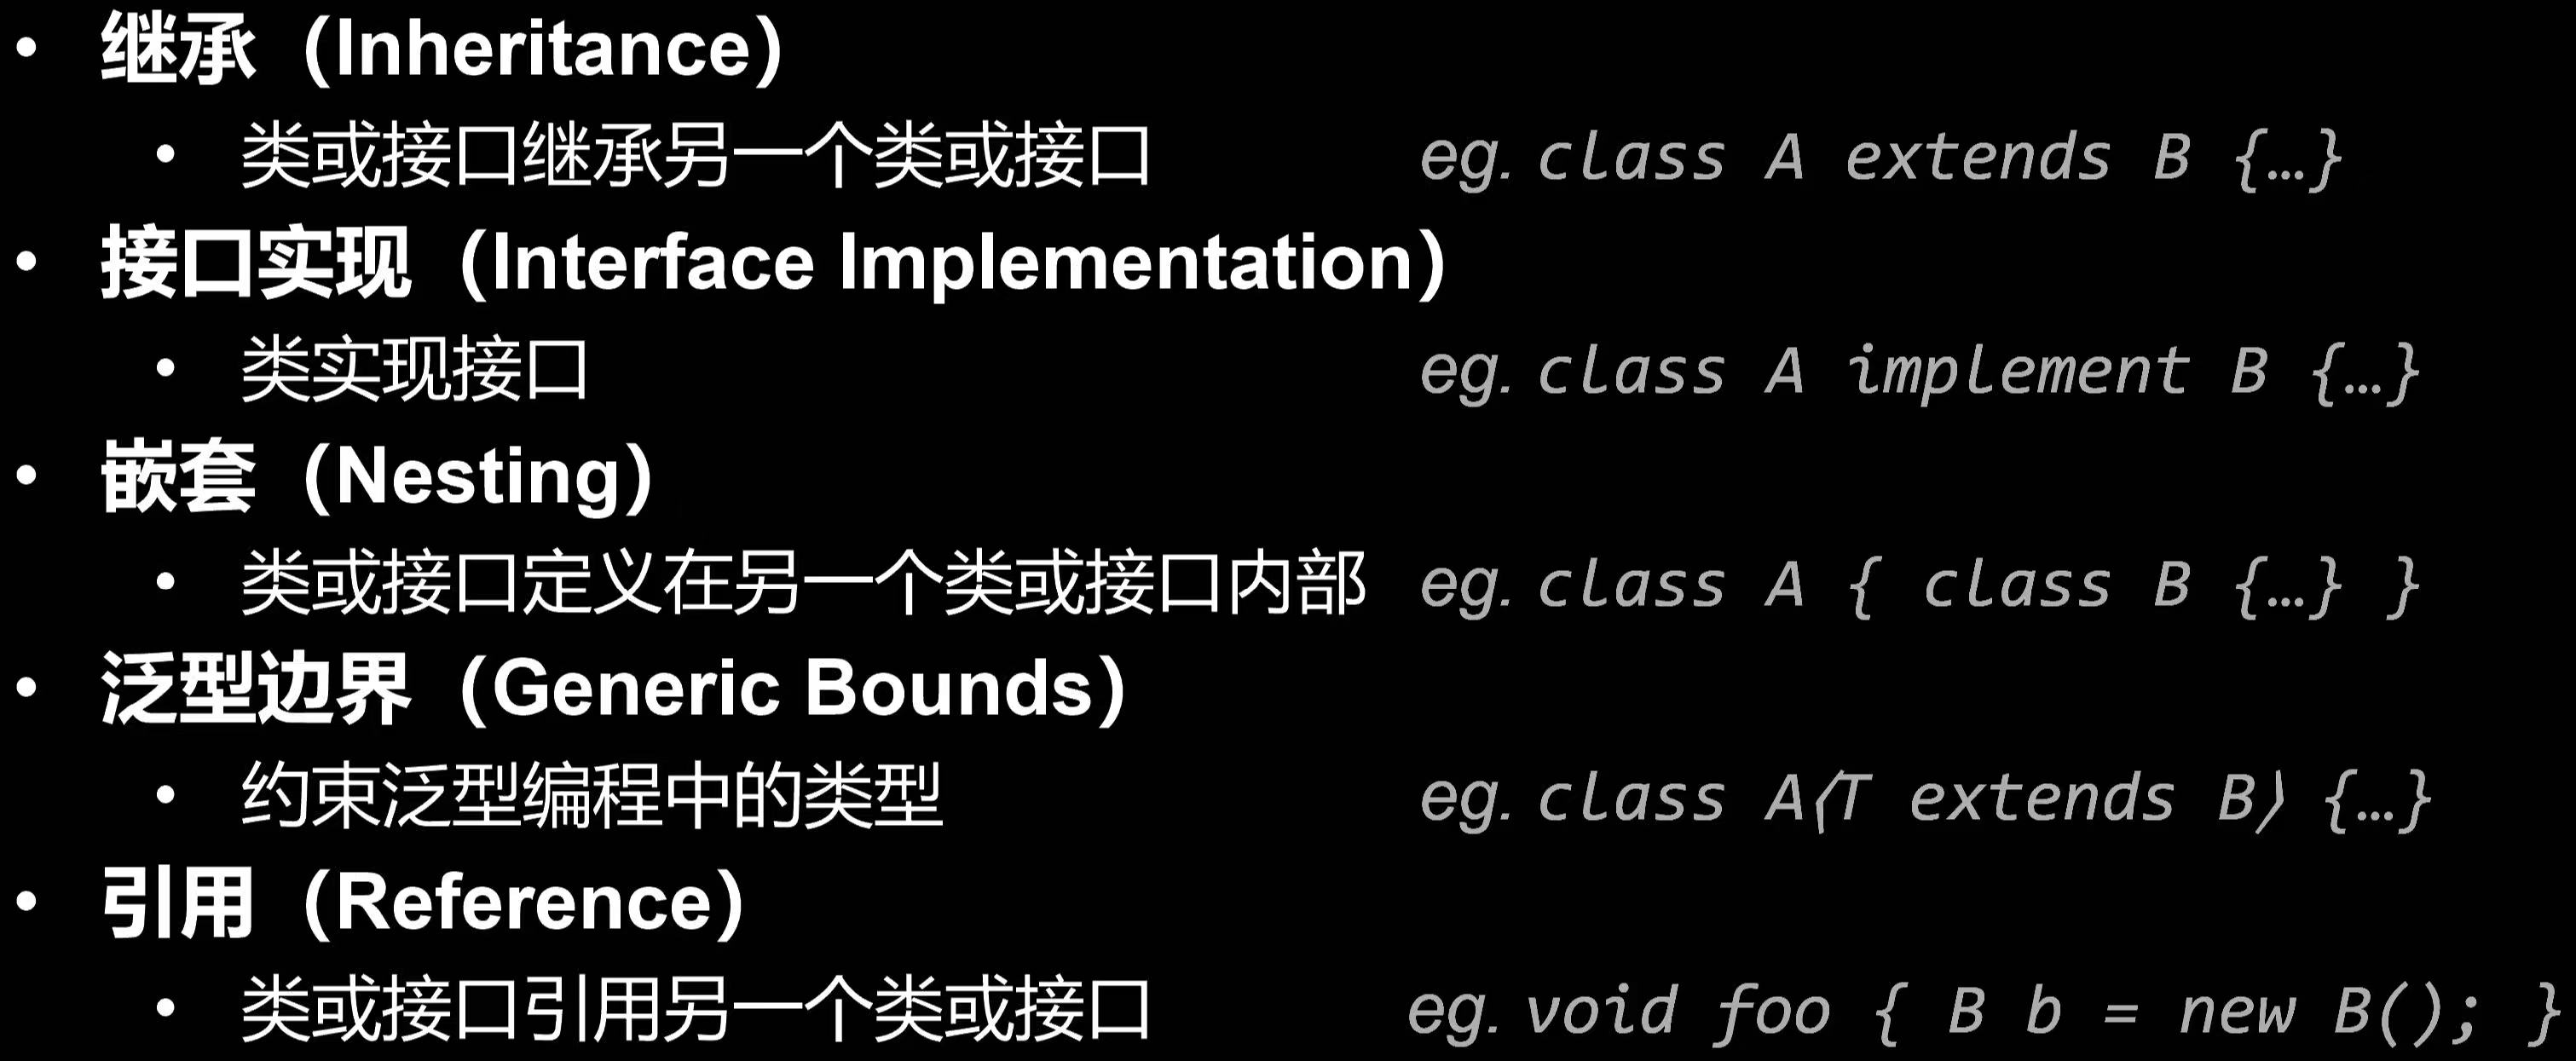 • 继承（Inheritance）
• 类或接口继承另一个类或接口 eg. class A extends B {…}
• 接口实现（Interface Implementation）
• 类实现接口 eg. class A implement B {…}
• 嵌套（Nesting）
• 类或接口定义在另一个类或接口内部 eg. class A { class B {…} }
• 泛型边界（Generic Bounds）
• 约束泛型编程中的类型 eg. class A⟨T extends B⟩ {…}
• 引用（Reference）
• 类或接口引用另一个类或接口 eg. void foo { B b = new B(); }